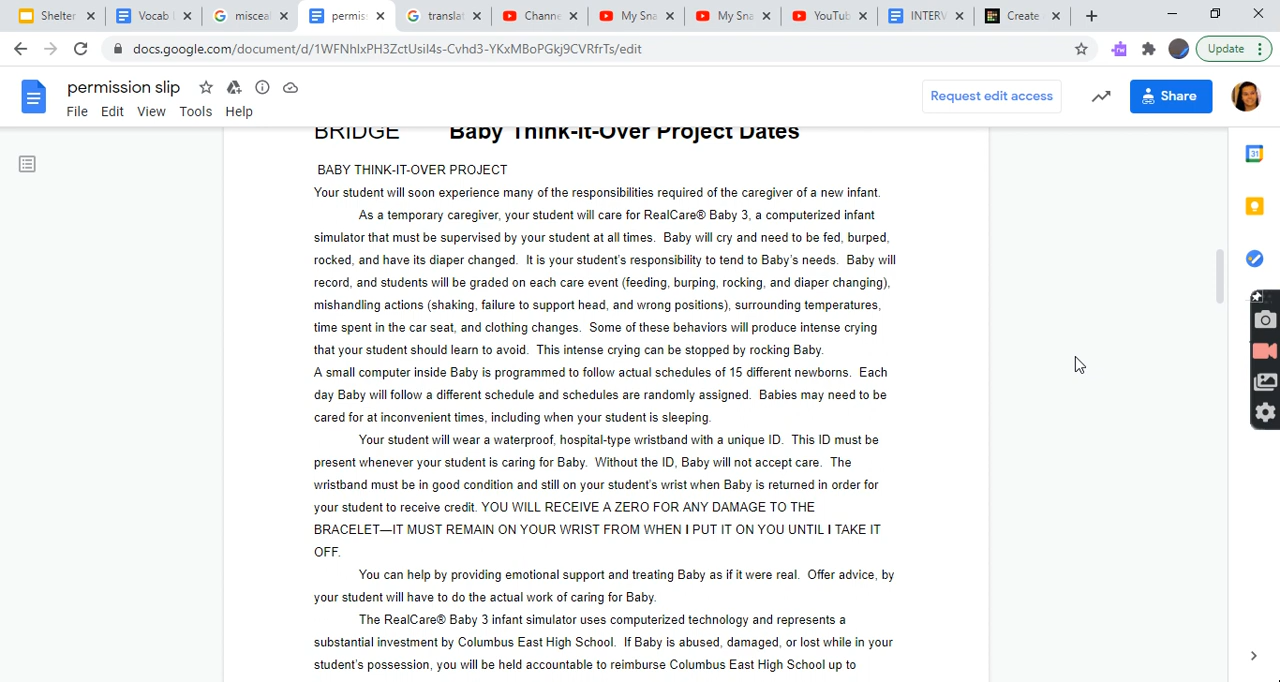 Shelter
Vocab
misceal
permiss
translat
Channe
My Sna
My Sna
YouTub
INTERV
Create
docs.google.com/document/d/1WFNhlxPH3ZctUsil4s-Cvhd3-YKxMBoPGkj9CVRfrTs/edit
Update
permission slip
File Edit View Tools Help
Request edit access
Share
BRIDGE Baby Think-It-Over Project Dates
BABY THINK-IT-OVER PROJECT
Your student will soon experience many of the responsibilities required of the caregiver of a new infant.
As a temporary caregiver, your student will care for RealCare® Baby 3, a computerized infant
simulator that must be supervised by your student at all times. Baby will cry and need to be fed, burped,
rocked, and have its diaper changed. It is your student's responsibility to tend to Baby's needs. Baby will
record, and students will be graded on each care event (feeding, burping, rocking, and diaper changing),
mishandling actions (shaking, failure to support head, and wrong positions), surrounding temperatures,
time spent in the car seat, and clothing changes. Some of these behaviors will produce intense crying
that your student should learn to avoid. This intense crying can be stopped by rocking Baby.
A small computer inside Baby is programmed to follow actual schedules of 15 different newborns. Each
day Baby will follow a different schedule and schedules are randomly assigned. Babies may need to be
cared for at inconvenient times, including when your student is sleeping.
Your student will wear a waterproof, hospital-type wristband with a unique ID. This ID must be
present whenever your student is caring for Baby. Without the ID, Baby will not accept care. The
wristband must be in good condition and still on your student's wrist when Baby is returned in order for
your student to receive credit. YOU WILL RECEIVE A ZERO FOR ANY DAMAGE TO THE
BRACELET—IT MUST REMAIN ON YOUR WRIST FROM WHEN I PUT IT ON YOU UNTIL I TAKE IT
OFF.
You can help by providing emotional support and treating Baby as if it were real. Offer advice, by
your student will have to do the actual work of caring for Baby.
The RealCare® Baby 3 infant simulator uses computerized technology and represents a
substantial investment by Columbus East High School. If Baby is abused, damaged, or lost while in your
student's possession, you will be held accountable to reimburse Columbus East High School up to